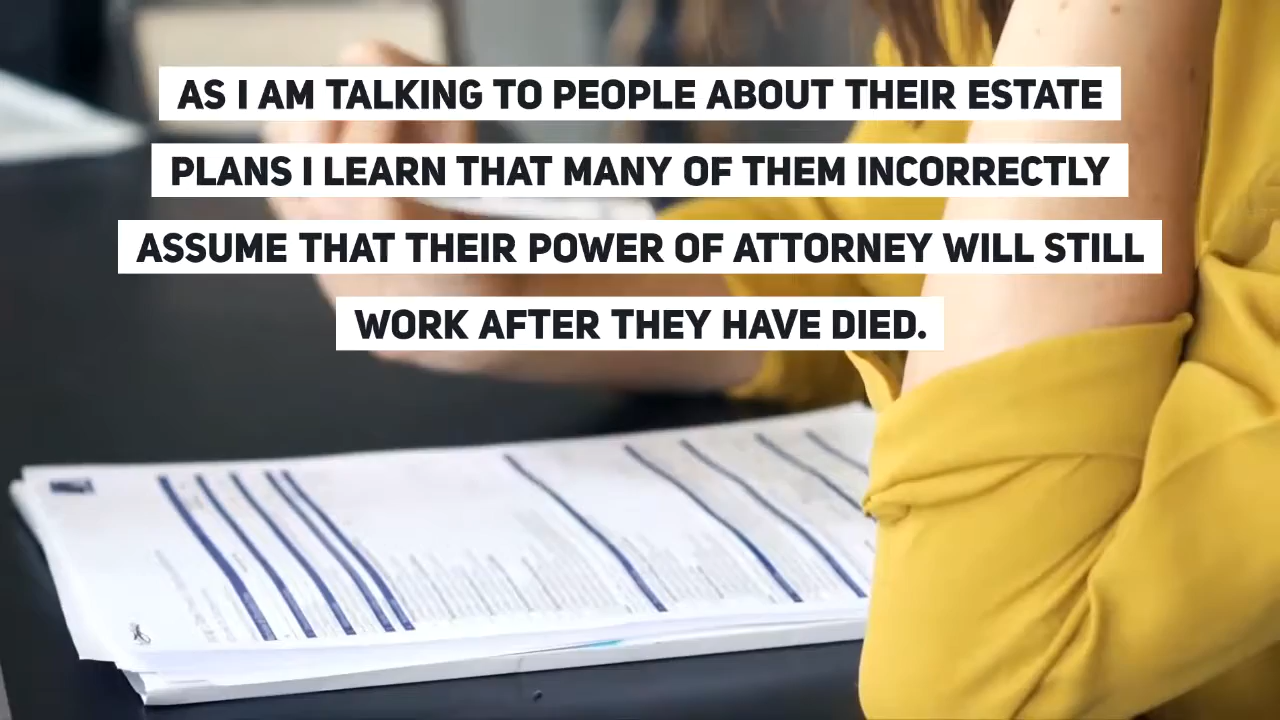 AS I AM TALKING TO PEOPLE ABOUT THEIR ESTATE
PLANS I LEARN THAT MANY OF THEM INCORRECTLY
ASSUME THAT THEIR POWER OF ATTORNEY WILL STILL
WORK AFTER THEY HAVE DIED.